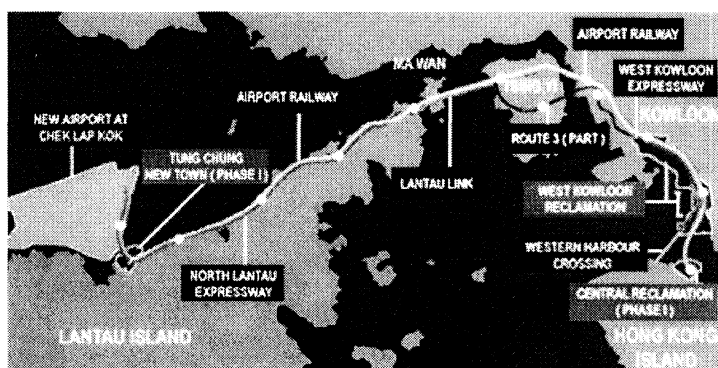 AIRPORT RAILWAY
MA WAN
TSING YI
WEST KOWLOON
EXPRESSWAY
AIRPORT RAILWAY
NEW AIRPORT AT
CHEK LAP KOK
KOWLOON
ROUTE 3 (PART)
TUNG CHUNG
NEW TOWN (PHASE I)
LANTAU LINK
WEST KOWLOON
RECLAMATION
WESTERN HARBOUR
CROSSING
NORTH LANTAU
EXPRESSWAY
CENTRAL RECLAMATION
(PHASE I)
LANTAU ISLAND
HONG KONG
ISLAND